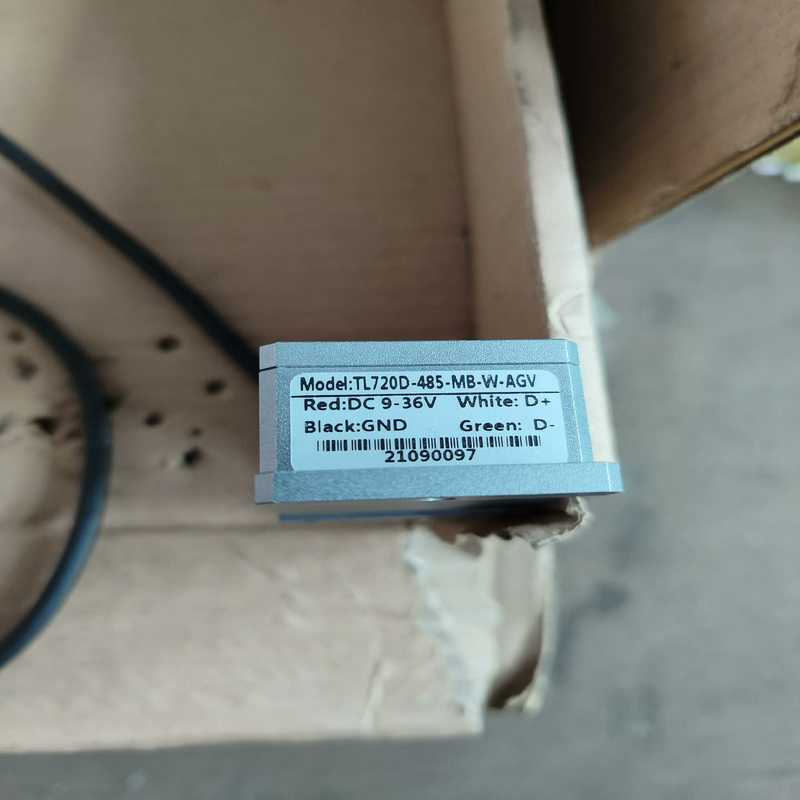 Model:TL720D-485-MB-W-AGV
Red:DC 9-36V White: D+
Black:GND Green: D-
21090097